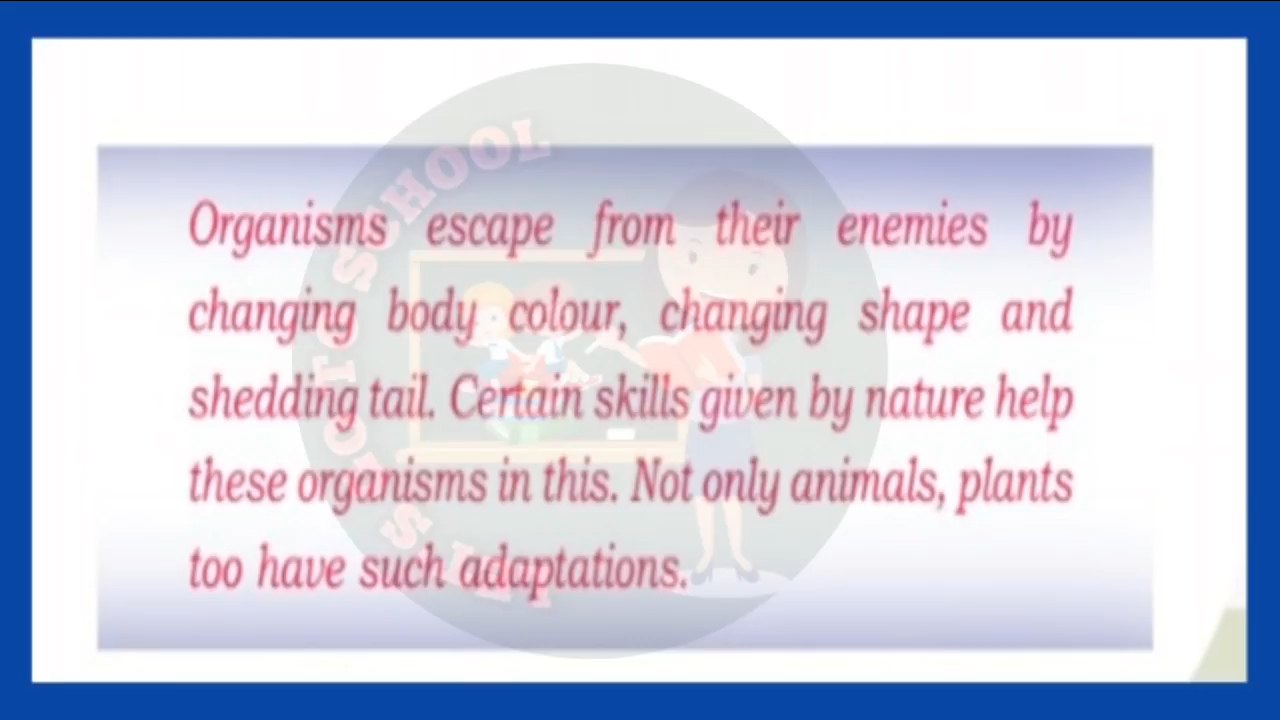 Organisms escape from their enemies by
changing body colour, changing shape and
shedding tail. Certain skills given by nature help
these organisms in this. Not only animals, plants
too have such adaptations.
SCHOOL